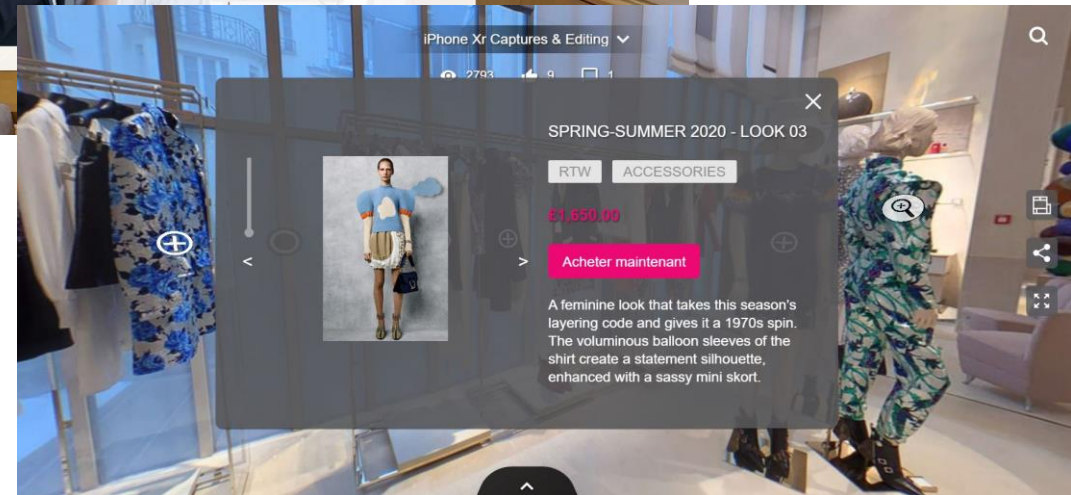 iPhone Xr Captures & Editing
2793 9 1
SPRING-SUMMER 2020 - LOOK 03
RTW ACCESSORIES
£1,650.00
< >
Acheter maintenant
A feminine look that takes this season's
layering code and gives it a 1970s spin.
The voluminous balloon sleeves of the
shirt create a statement silhouette,
enhanced with a sassy mini skort.